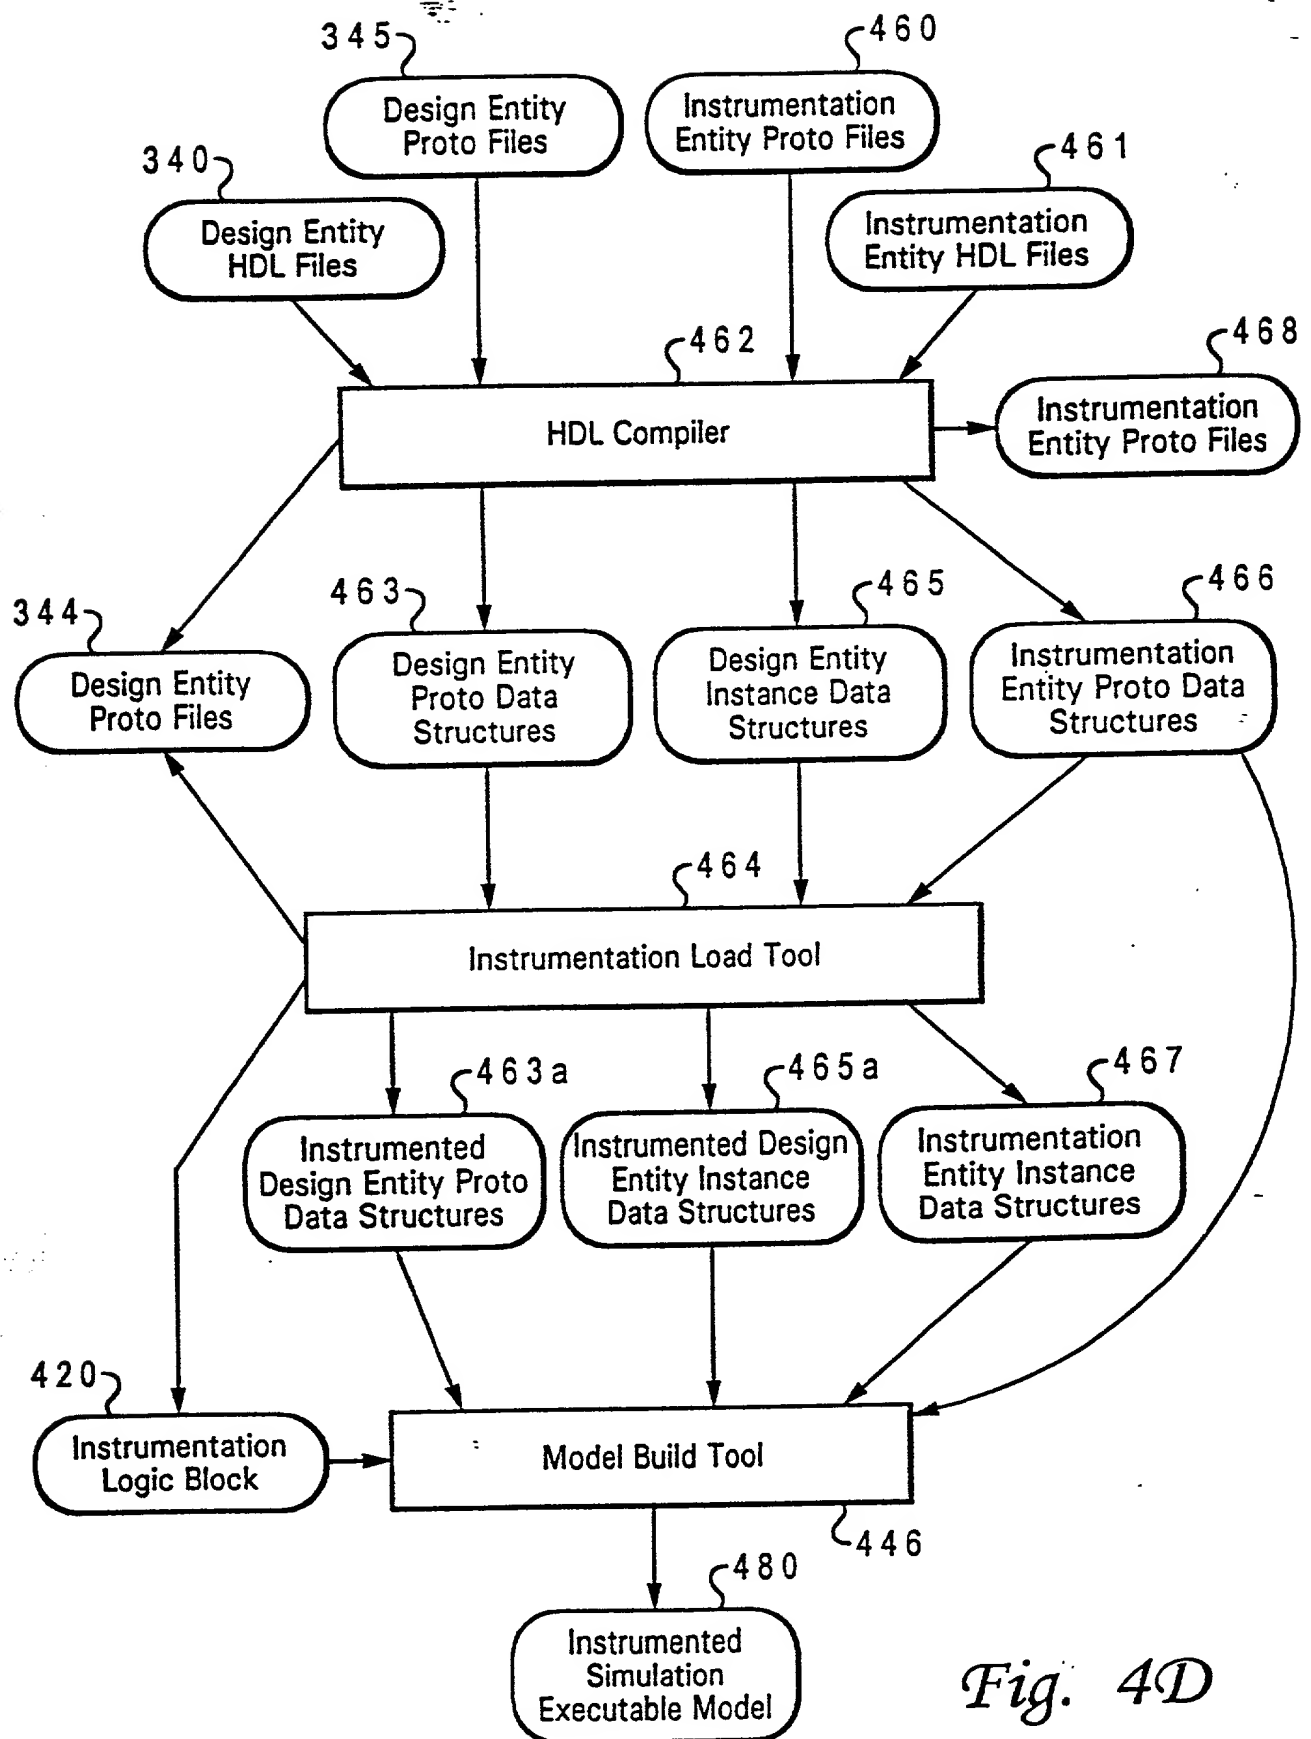 345
460
Design Entity
Proto Files
Instrumentation
Entity Proto Files
340
461
Design Entity
HDL Files
Instrumentation
Entity HDL Files
462
468
HDL Compiler
Instrumentation
Entity Proto Files
344
463
465
466
Design Entity
Proto Files
Design Entity
Proto Data
Structures
Design Entity
Instance Data
Structures
Instrumentation
Entity Proto Data
Structures
464
Instrumentation Load Tool
463a
465a
467
Instrumented
Design Entity Proto
Data Structures
Instrumented Design
Entity Instance
Data Structures
Instrumentation
Entity Instance
Data Structures
420
Instrumentation
Logic Block
Model Build Tool
446
480
Instrumented
Simulation
Executable Model
Fig. 4D